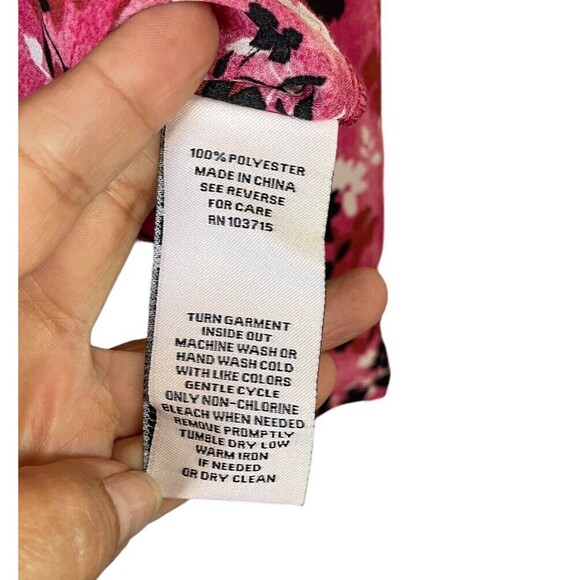 100% POLYESTER
MADE IN CHINA
SEE REVERSE
FOR CARE
RN 103715
TURN GARMENT
INSIDE OUT
MACHINE WASH OR
HAND WASH COLD
WITH LIKE COLORS
GENTLE CYCLE
ONLY NON-CHLORINE
BLEACH WHEN NEEDED
REMOVE PROMPTLY
TUMBLE DRY LOW
WARM IRON
IF NEEDED
OR DRY CLEAN